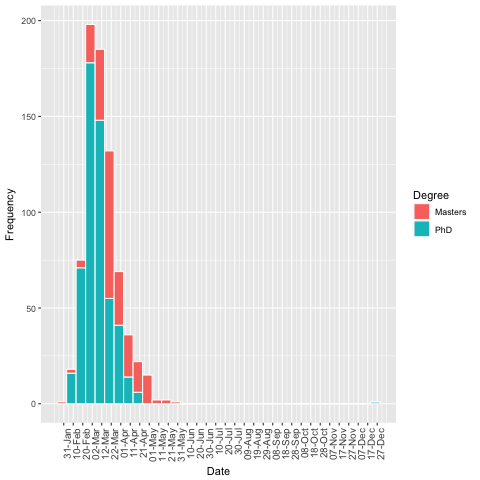 200
150
100
50
0
Frequency
31-Jan
10-Feb
20-Feb
02-Mar
12-Mar
22-Mar
01-Apr
11-Apr
21-Apr
01-May
11-May
21-May
31-May
10-Jun
20-Jun
30-Jun
10-Jul
20-Jul
30-Jul
09-Aug
19-Aug
29-Aug
08-Sep
18-Sep
28-Sep
08-Oct
18-Oct
28-Oct
07-Nov
17-Nov
27-Nov
07-Dec
17-Dec
27-Dec
Date
Degree
Masters
PhD